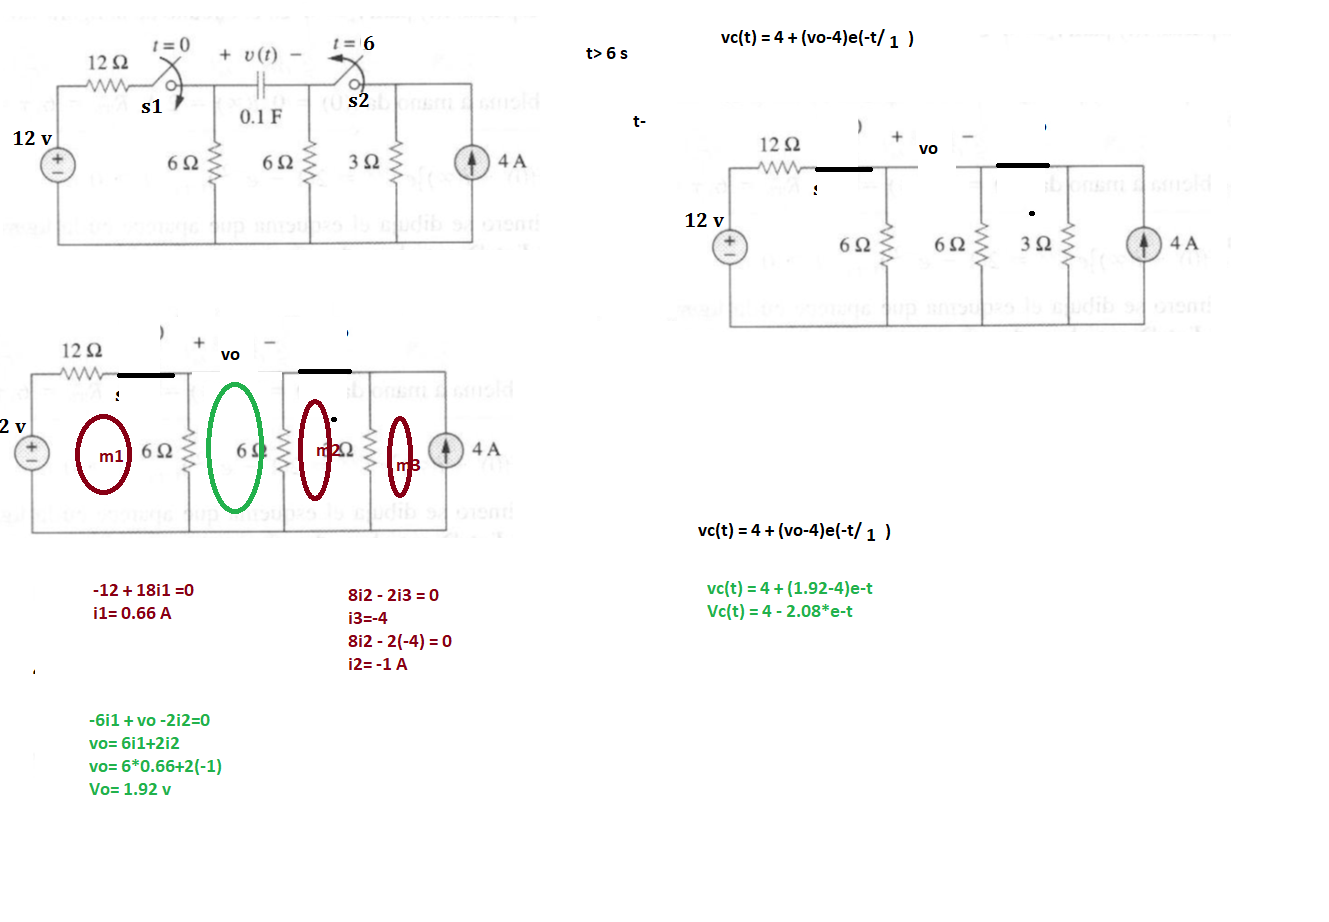 t = 0
+ v(t) −
t = 6
12 Ω
s1
s2
0.1 F
12 v
6 Ω
6 Ω
3 Ω
4 A
t> 6 s
vc(t) = 4 + (vo-4)e(-t/ 1 )
t-
12 Ω
)
+
vo
−
12 v
6 Ω
6 Ω
3 Ω
4 A
12 Ω
)
+
vo
−
2 v
m1
6 Ω
6 Ω
m2
Ω
m3
4 A
-12 + 18i1 =0
i1= 0.66 A
8i2 - 2i3 = 0
i3=-4
8i2 - 2(-4) = 0
i2= -1 A
-6i1 + vo -2i2=0
vo= 6i1+2i2
vo= 6*0.66+2(-1)
Vo= 1.92 v
vc(t) = 4 + (vo-4)e(-t/ 1 )
vc(t) = 4 + (1.92-4)e-t
Vc(t) = 4 - 2.08*e-t